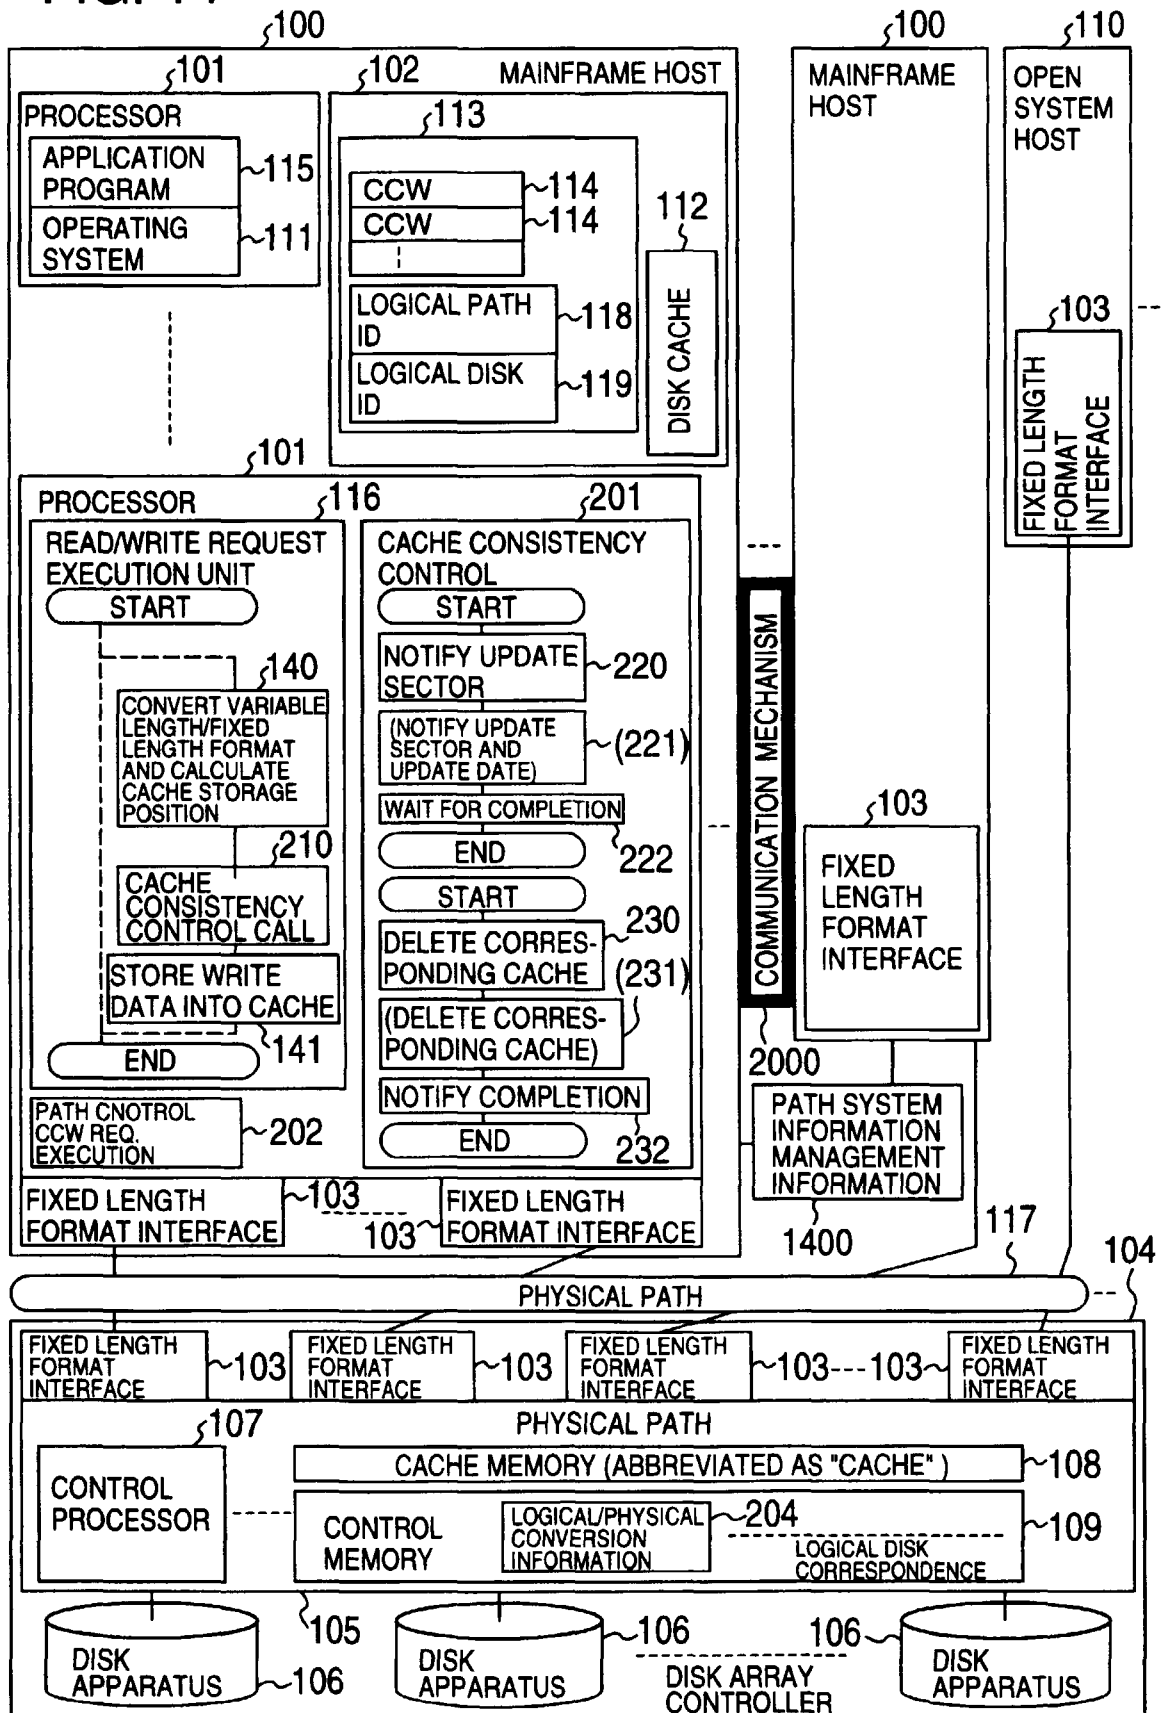 100
100
110
101
102
MAINFRAME HOST
MAINFRAME
HOST
OPEN
SYSTEM
HOST
PROCESSOR
APPLICATION
PROGRAM
115
OPERATING
SYSTEM
111
113
CCW
114
CCW
114
112
DISK CACHE
LOGICAL PATH
ID
118
LOGICAL DISK
ID
119
103
FIXED LENGTH
FORMAT
INTERFACE
101
PROCESSOR
116
201
READ/WRITE REQUEST
EXECUTION UNIT
START
140
CONVERT VARIABLE
LENGTH/FIXED
LENGTH FORMAT
AND CALCULATE
CACHE STORAGE
POSITION
210
CACHE
CONSISTENCY
CONTROL CALL
STORE WRITE
DATA INTO CACHE
141
END
PATH CNOTROL
CCW REQ.
EXECUTION
202
CACHE CONSISTENCY
CONTROL
START
NOTIFY UPDATE
SECTOR
220
(NOTIFY UPDATE
SECTOR AND
UPDATE DATE)
(221)
WAIT FOR COMPLETION
END
222
START
230
DELETE CORRES-
PONDING CACHE
(231)
(DELETE CORRES-
PONDING CACHE)
NOTIFY COMPLETION
END
232
COMMUNICATION MECHANISM
2000
103
FIXED
LENGTH
FORMAT
INTERFACE
PATH SYSTEM
INFORMATION
MANAGEMENT
INFORMATION
1400
FIXED LENGTH
FORMAT INTERFACE
103
103
FIXED LENGTH
FORMAT INTERFACE
117
104
PHYSICAL PATH
FIXED LENGTH
FORMAT
INTERFACE
103
FIXED LENGTH
FORMAT
INTERFACE
103
FIXED LENGTH
FORMAT
INTERFACE
103
103
FIXED LENGTH
FORMAT
INTERFACE
PHYSICAL PATH
107
CONTROL
PROCESSOR
CACHE MEMORY (ABBREVIATED AS "CACHE" )
108
CONTROL
MEMORY
LOGICAL/PHYSICAL
CONVERSION
INFORMATION
204
LOGICAL DISK
CORRESPONDENCE
109
105
DISK
APPARATUS
106
DISK
APPARATUS
106
DISK ARRAY
CONTROLLER
106
DISK
APPARATUS